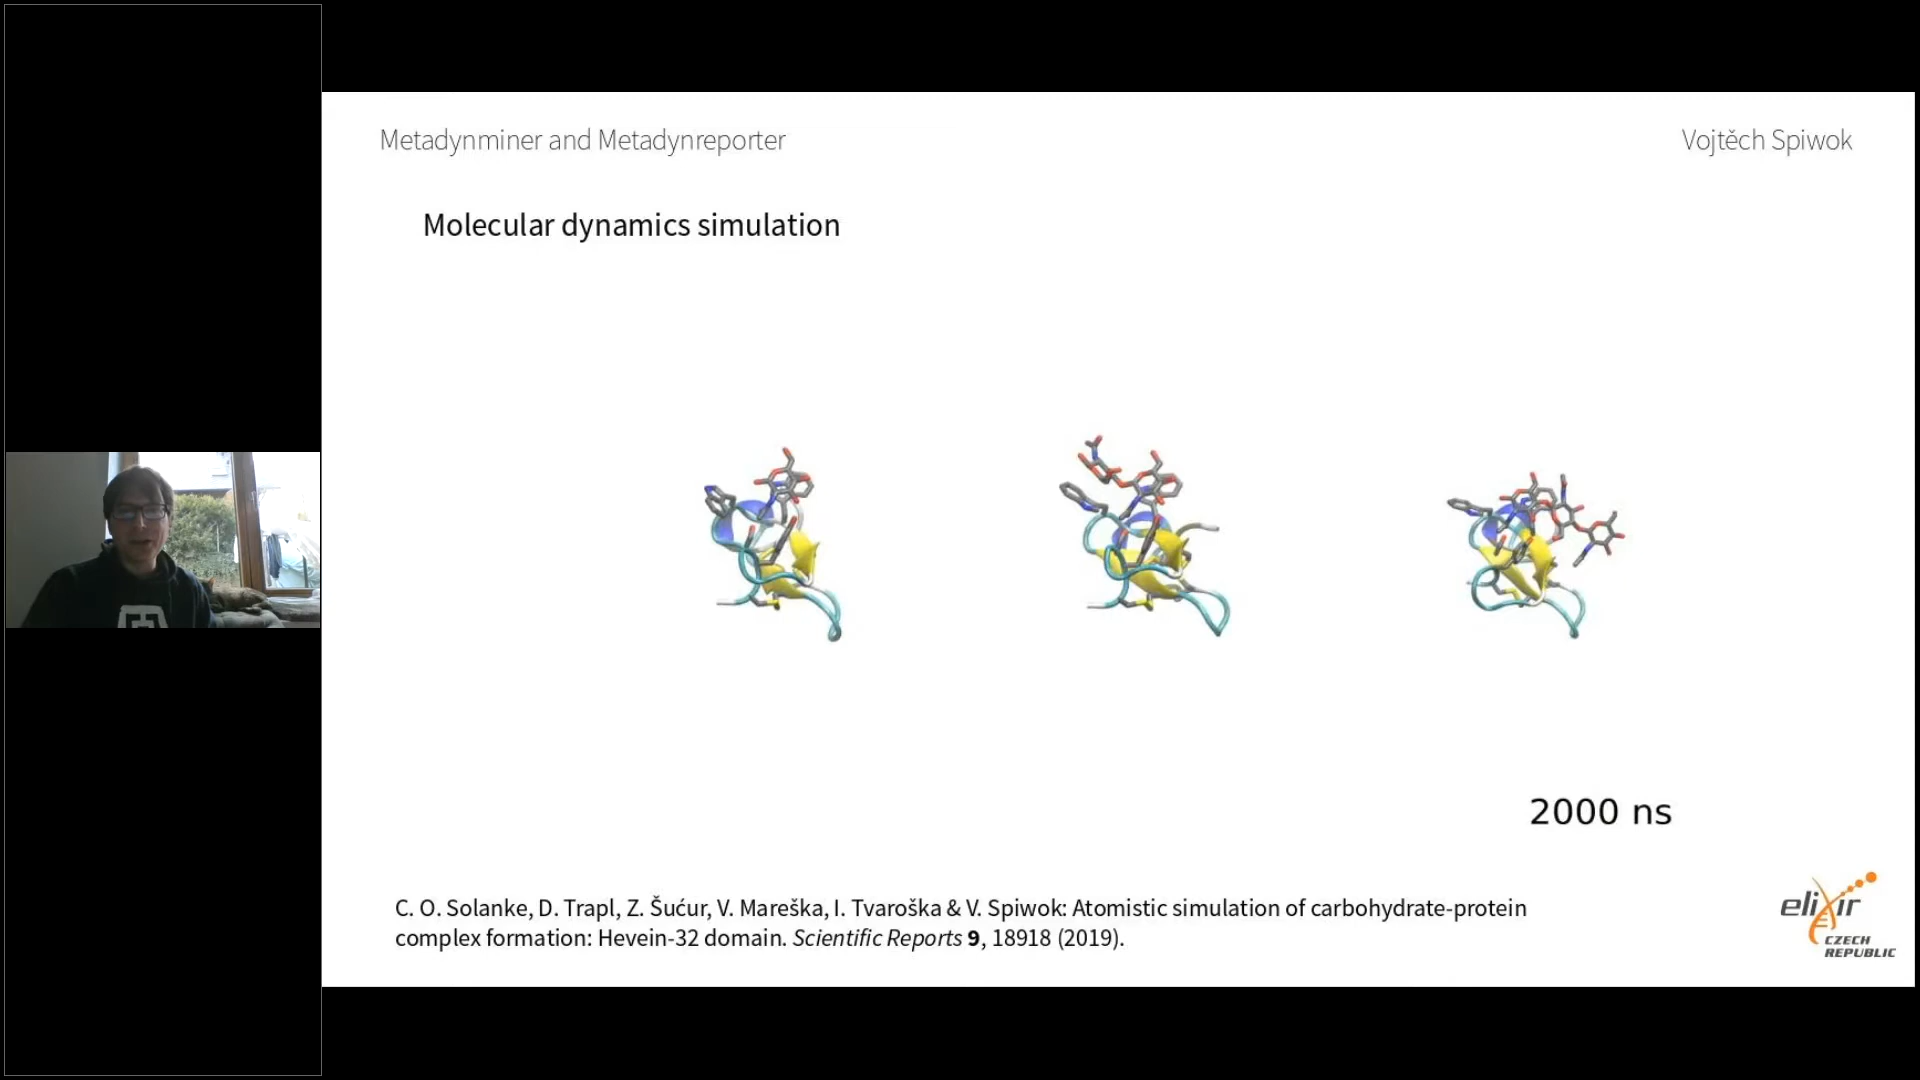 Metadynminer and Metadynreporter
Vojtěch Spiwok
Molecular dynamics simulation
2000 ns
C. O. Solanke, D. Trapl, Z. Šućur, V. Mareška, I. Tvaroška & V. Spiwok: Atomistic simulation of carbohydrate-protein
complex formation: Hevein-32 domain. Scientific Reports 9, 18918 (2019).
elixir
CZECH
REPUBLIC